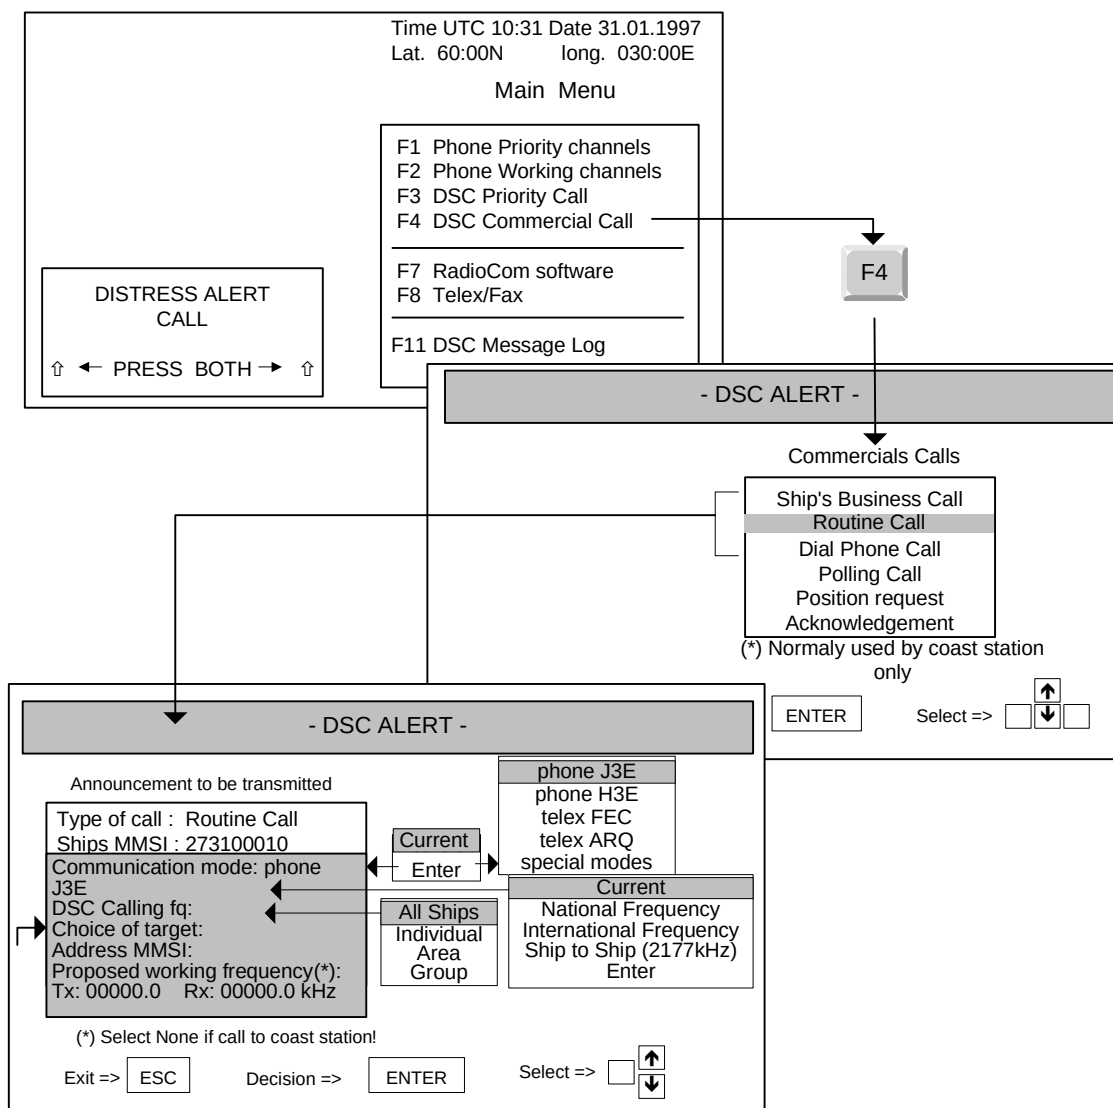 Time UTC 10:31 Date 31.01.1997
Lat. 60:00N long. 030:00E
Main Menu
F1 Phone Priority channels
F2 Phone Working channels
F3 DSC Priority Call
F4 DSC Commercial Call
F7 RadioCom software
F8 Telex/Fax
F11 DSC Message Log
DISTRESS ALERT
CALL
⇧ ← PRESS BOTH → ⇧
F4
- DSC ALERT -
Commercials Calls
Ship's Business Call
Routine Call
Dial Phone Call
Polling Call
Position request
Acknowledgement
(*) Normaly used by coast station
only
ENTER Select => ↑ ↓
- DSC ALERT -
Announcement to be transmitted
Type of call : Routine Call
Ships MMSI : 273100010
Communication mode: phone
J3E
DSC Calling fq:
Choice of target:
Address MMSI:
Proposed working frequency(*):
Tx: 00000.0 Rx: 00000.0 kHz
Current
Enter
phone J3E
phone H3E
telex FEC
telex ARQ
special modes
All Ships
Individual
Area
Group
Current
National Frequency
International Frequency
Ship to Ship (2177kHz)
Enter
(*) Select None if call to coast station!
Exit => ESC Decision => ENTER Select => ↑ ↓